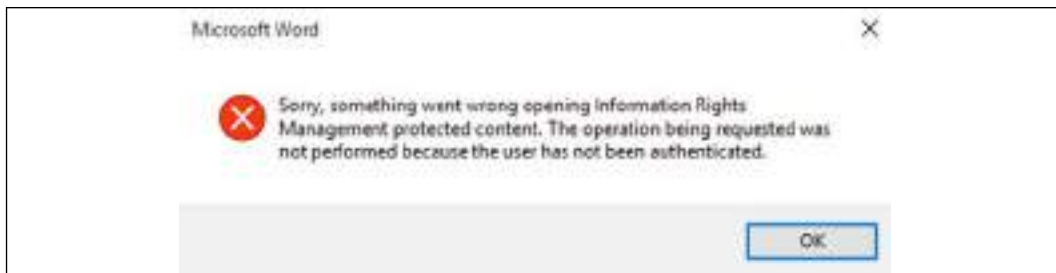 Microsoft Word
Sorry, something went wrong opening Information Rights
Management protected content. The operation being requested was
not performed because the user has not been authenticated.
OK